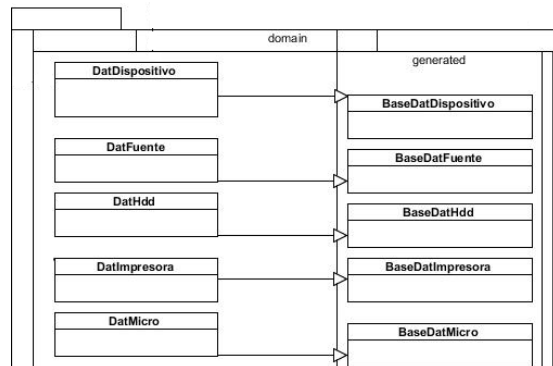 domain
generated
DatDispositivo
BaseDatDispositivo
DatFuente
BaseDatFuente
DatHdd
BaseDatHdd
DatImpresora
BaseDatImpresora
DatMicro
BaseDatMicro